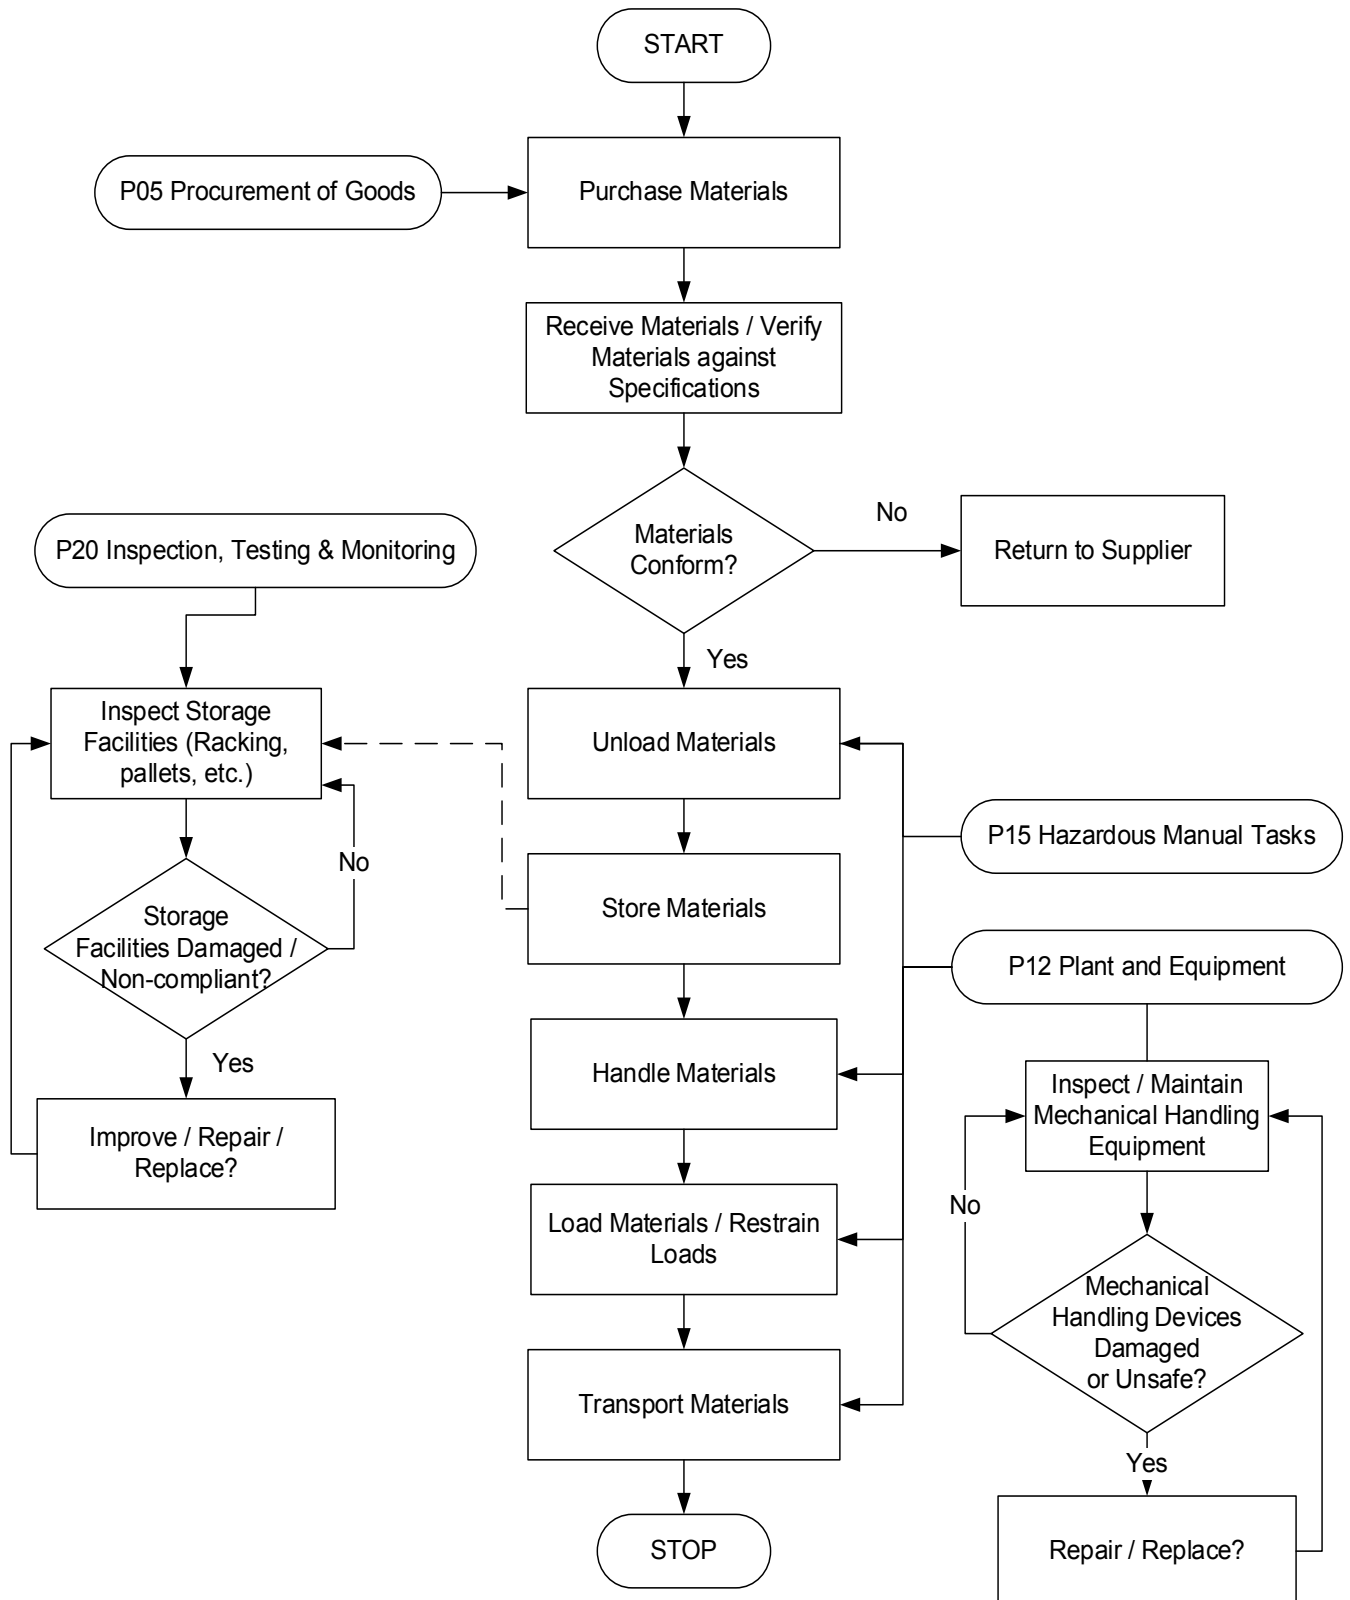 START
P05 Procurement of Goods
Purchase Materials
Receive Materials / Verify
Materials against
Specifications
Materials
Conform?
No
Return to Supplier
P20 Inspection, Testing & Monitoring
Yes
Inspect Storage
Facilities (Racking,
pallets, etc.)
Unload Materials
P15 Hazardous Manual Tasks
No
Storage
Facilities Damaged /
Non-compliant?
Store Materials
P12 Plant and Equipment
Yes
Handle Materials
Inspect / Maintain
Mechanical Handling
Equipment
Improve / Repair /
Replace?
No
Load Materials / Restrain
Loads
Mechanical
Handling Devices
Damaged
or Unsafe?
Transport Materials
Yes
STOP
Repair / Replace?